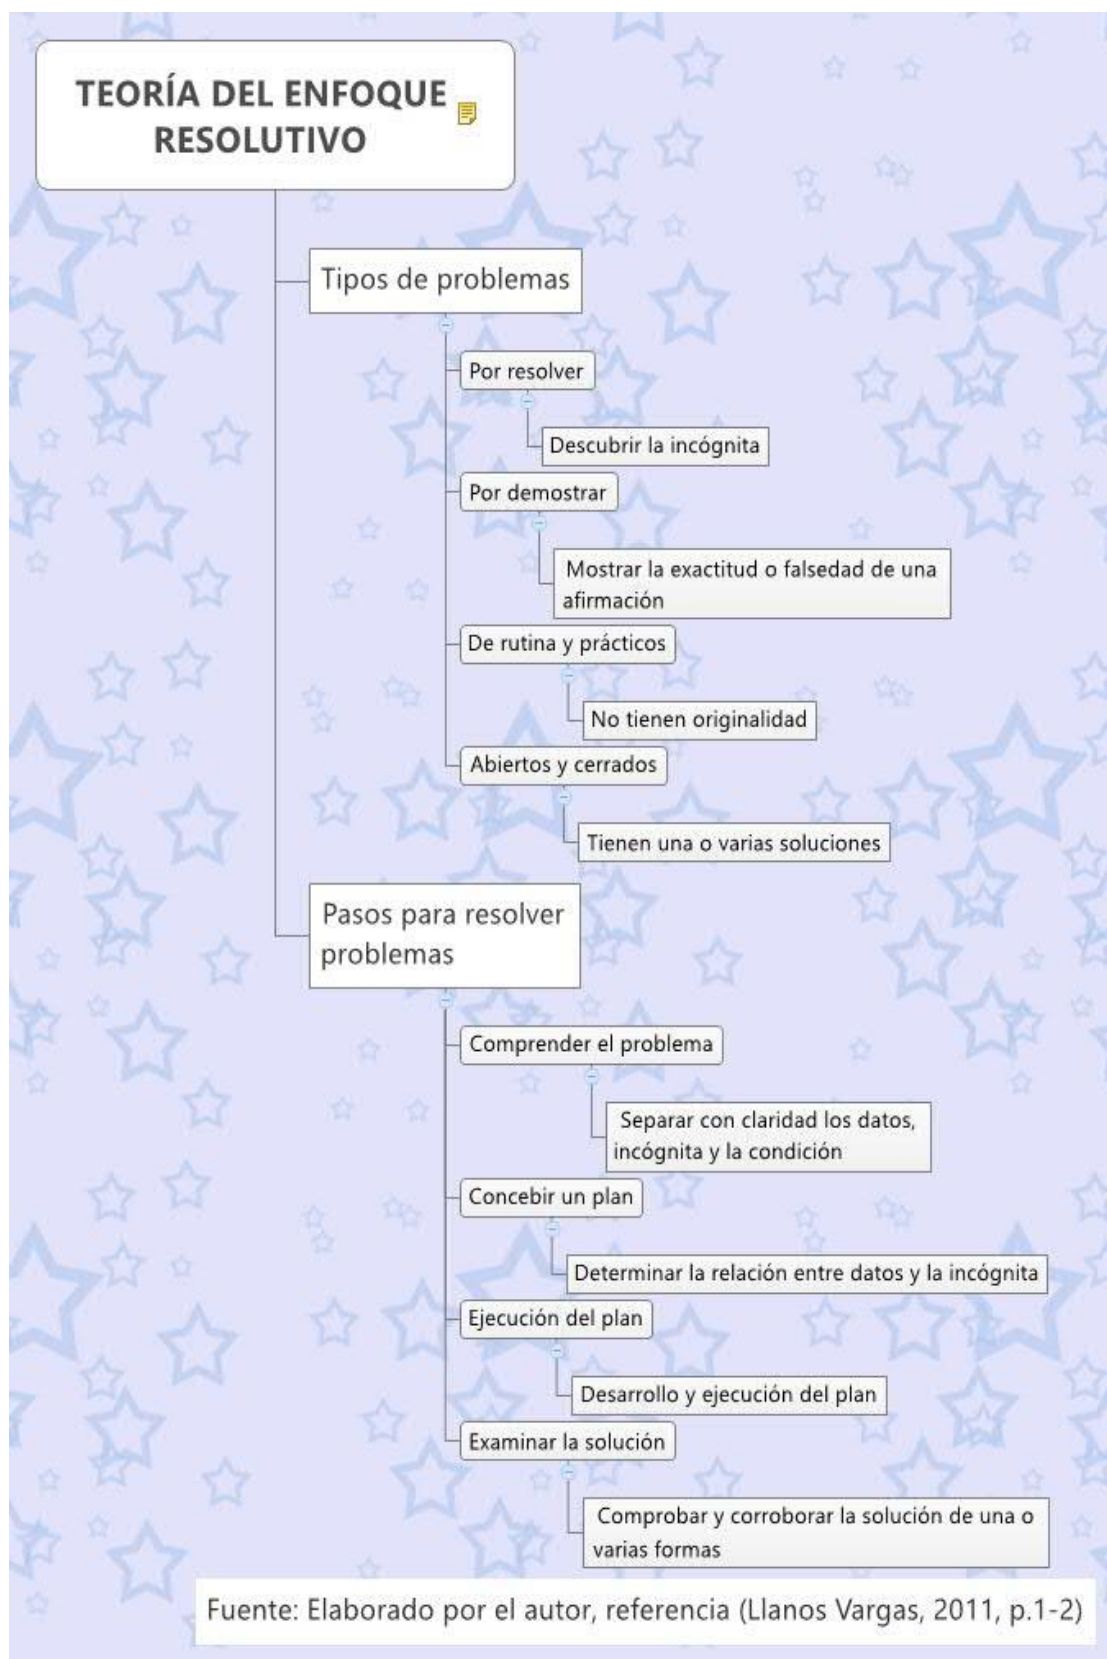 TEORÍA DEL ENFOQUE
RESOLUTIVO
Tipos de problemas
Por resolver
Descubrir la incógnita
Por demostrar
Mostrar la exactitud o falsedad de una
afirmación
De rutina y prácticos
No tienen originalidad
Abiertos y cerrados
Tienen una o varias soluciones
Pasos para resolver
problemas
Comprender el problema
Separar con claridad los datos,
incógnita y la condición
Concebir un plan
Determinar la relación entre datos y la incógnita
Ejecución del plan
Desarrollo y ejecución del plan
Examinar la solución
Comprobar y corroborar la solución de una o
varias formas
Fuente: Elaborado por el autor, referencia (Llanos Vargas, 2011, p.1-2)